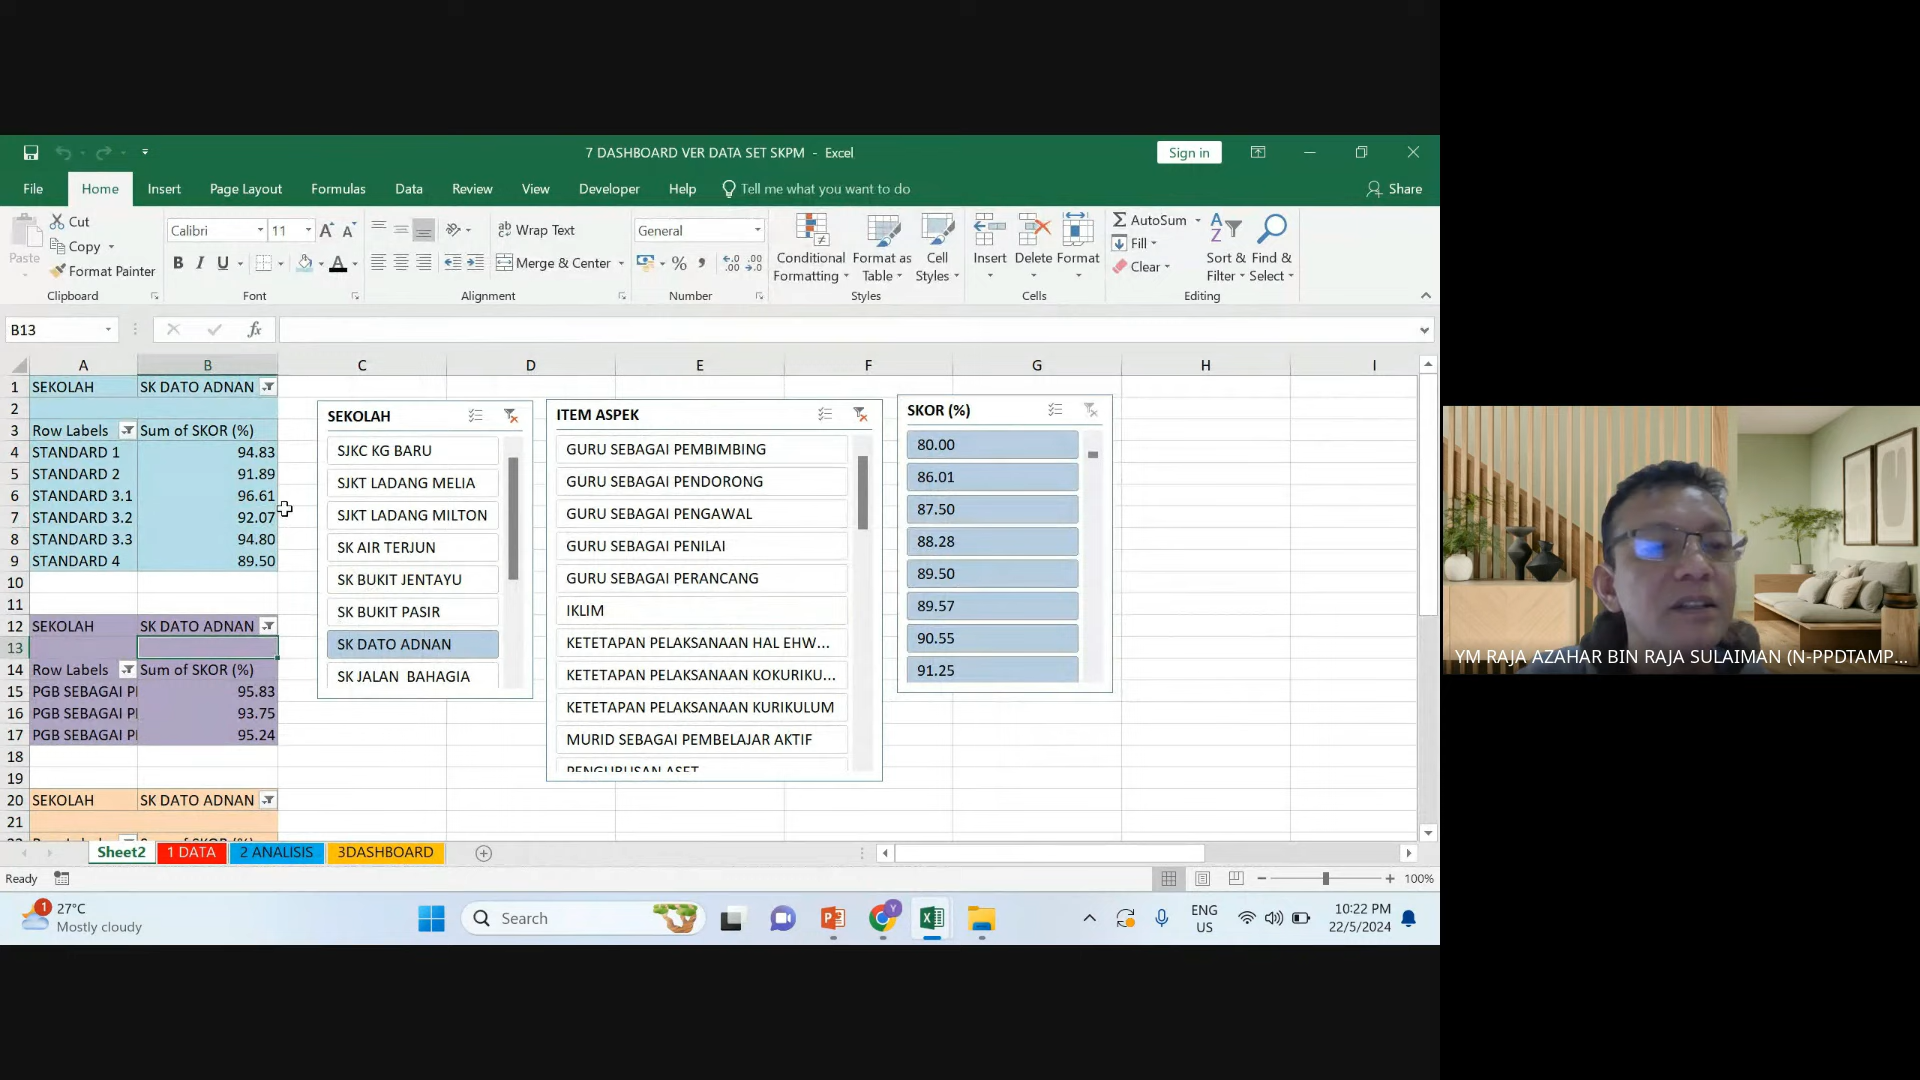 7 DASHBOARD VER DATA SET SKPM - Excel
Sign in
File Home Insert Page Layout Formulas Data Review View Developer Help Tell me what you want to do Share
Cut
Copy
Format Painter
Paste
Clipboard
Calibri 11 A A
B I U A
Font
Wrap Text
Merge & Center
Alignment
General
%
Number
Conditional Formatting
Format as Table
Cell Styles
Styles
Insert Delete Format
Cells
AutoSum
Fill
Clear
Sort & Filter
Find & Select
Editing
B13 fx
A B C D E F G H I
1 SEKOLAH SK DATO ADNAN
2
3 Row Labels Sum of SKOR (%)
4 STANDARD 1 94.83
5 STANDARD 2 91.89
6 STANDARD 3.1 96.61
7 STANDARD 3.2 92.07
8 STANDARD 3.3 94.80
9 STANDARD 4 89.50
10
11
12 SEKOLAH SK DATO ADNAN
13
14 Row Labels Sum of SKOR (%)
15 PGB SEBAGAI 95.83
16 PGB SEBAGAI 93.75
17 PGB SEBAGAI 95.24
18
19
20 SEKOLAH SK DATO ADNAN
21
SEKOLAH
SJKC KG BARU
SJKT LADANG MELIA
SJKT LADANG MILTON
SK AIR TERJUN
SK BUKIT JENTAYU
SK BUKIT PASIR
SK DATO ADNAN
SK JALAN BAHAGIA
ITEM ASPEK
GURU SEBAGAI PEMBIMBING
GURU SEBAGAI PENDORONG
GURU SEBAGAI PENGAWAL
GURU SEBAGAI PENILAI
GURU SEBAGAI PERANCANG
IKLIM
KETETAPAN PELAKSANAAN HAL EHW...
KETETAPAN PELAKSANAAN KOKURIKU...
KETETAPAN PELAKSANAAN KURIKULUM
MURID SEBAGAI PEMBELAJAR AKTIF
PENGURUSAN ASET
SKOR (%)
80.00
86.01
87.50
88.28
89.50
89.57
90.55
91.25
Sheet2 1 DATA 2 ANALISIS 3DASHBOARD
Ready
100%
1
27°C
Mostly cloudy
Search
ENG
US
10:22 PM
22/5/2024
YM RAJA AZAHAR BIN RAJA SULAIMAN (N-PPDTAMP...